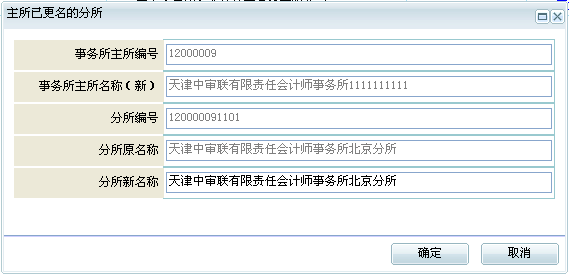 主所已更名的分所
事务所主所编号 12000009
事务所主所名称（新） 天津中审联有限责任会计师事务所1111111111
分所编号 120000091101
分所原名称 天津中审联有限责任会计师事务所北京分所
分所新名称 天津中审联有限责任会计师事务所北京分所
确定 取消